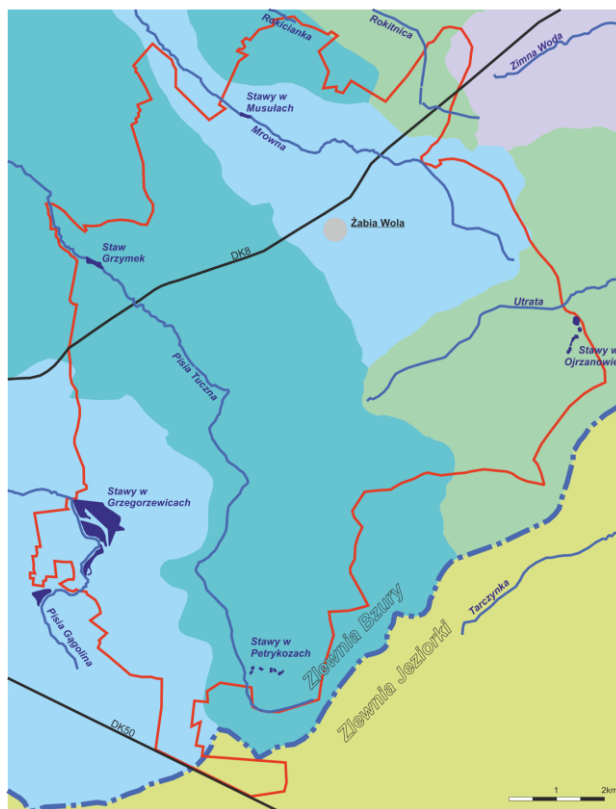 Rokicianka
Rokitnica
Zimna Woda
Stawy w
Musułach
Mrowna
Żabia Wola
Staw
Grzymek
DK8
Utrata
Stawy w
Ojrzanowie
Pisia Tuczna
Stawy w
Grzegorzewicach
Tarczynka
Zlewnia Bzury
Zlewnia Jeziorki
Pisia Gągolina
Stawy w
Petrykozach
DK50
1 2km